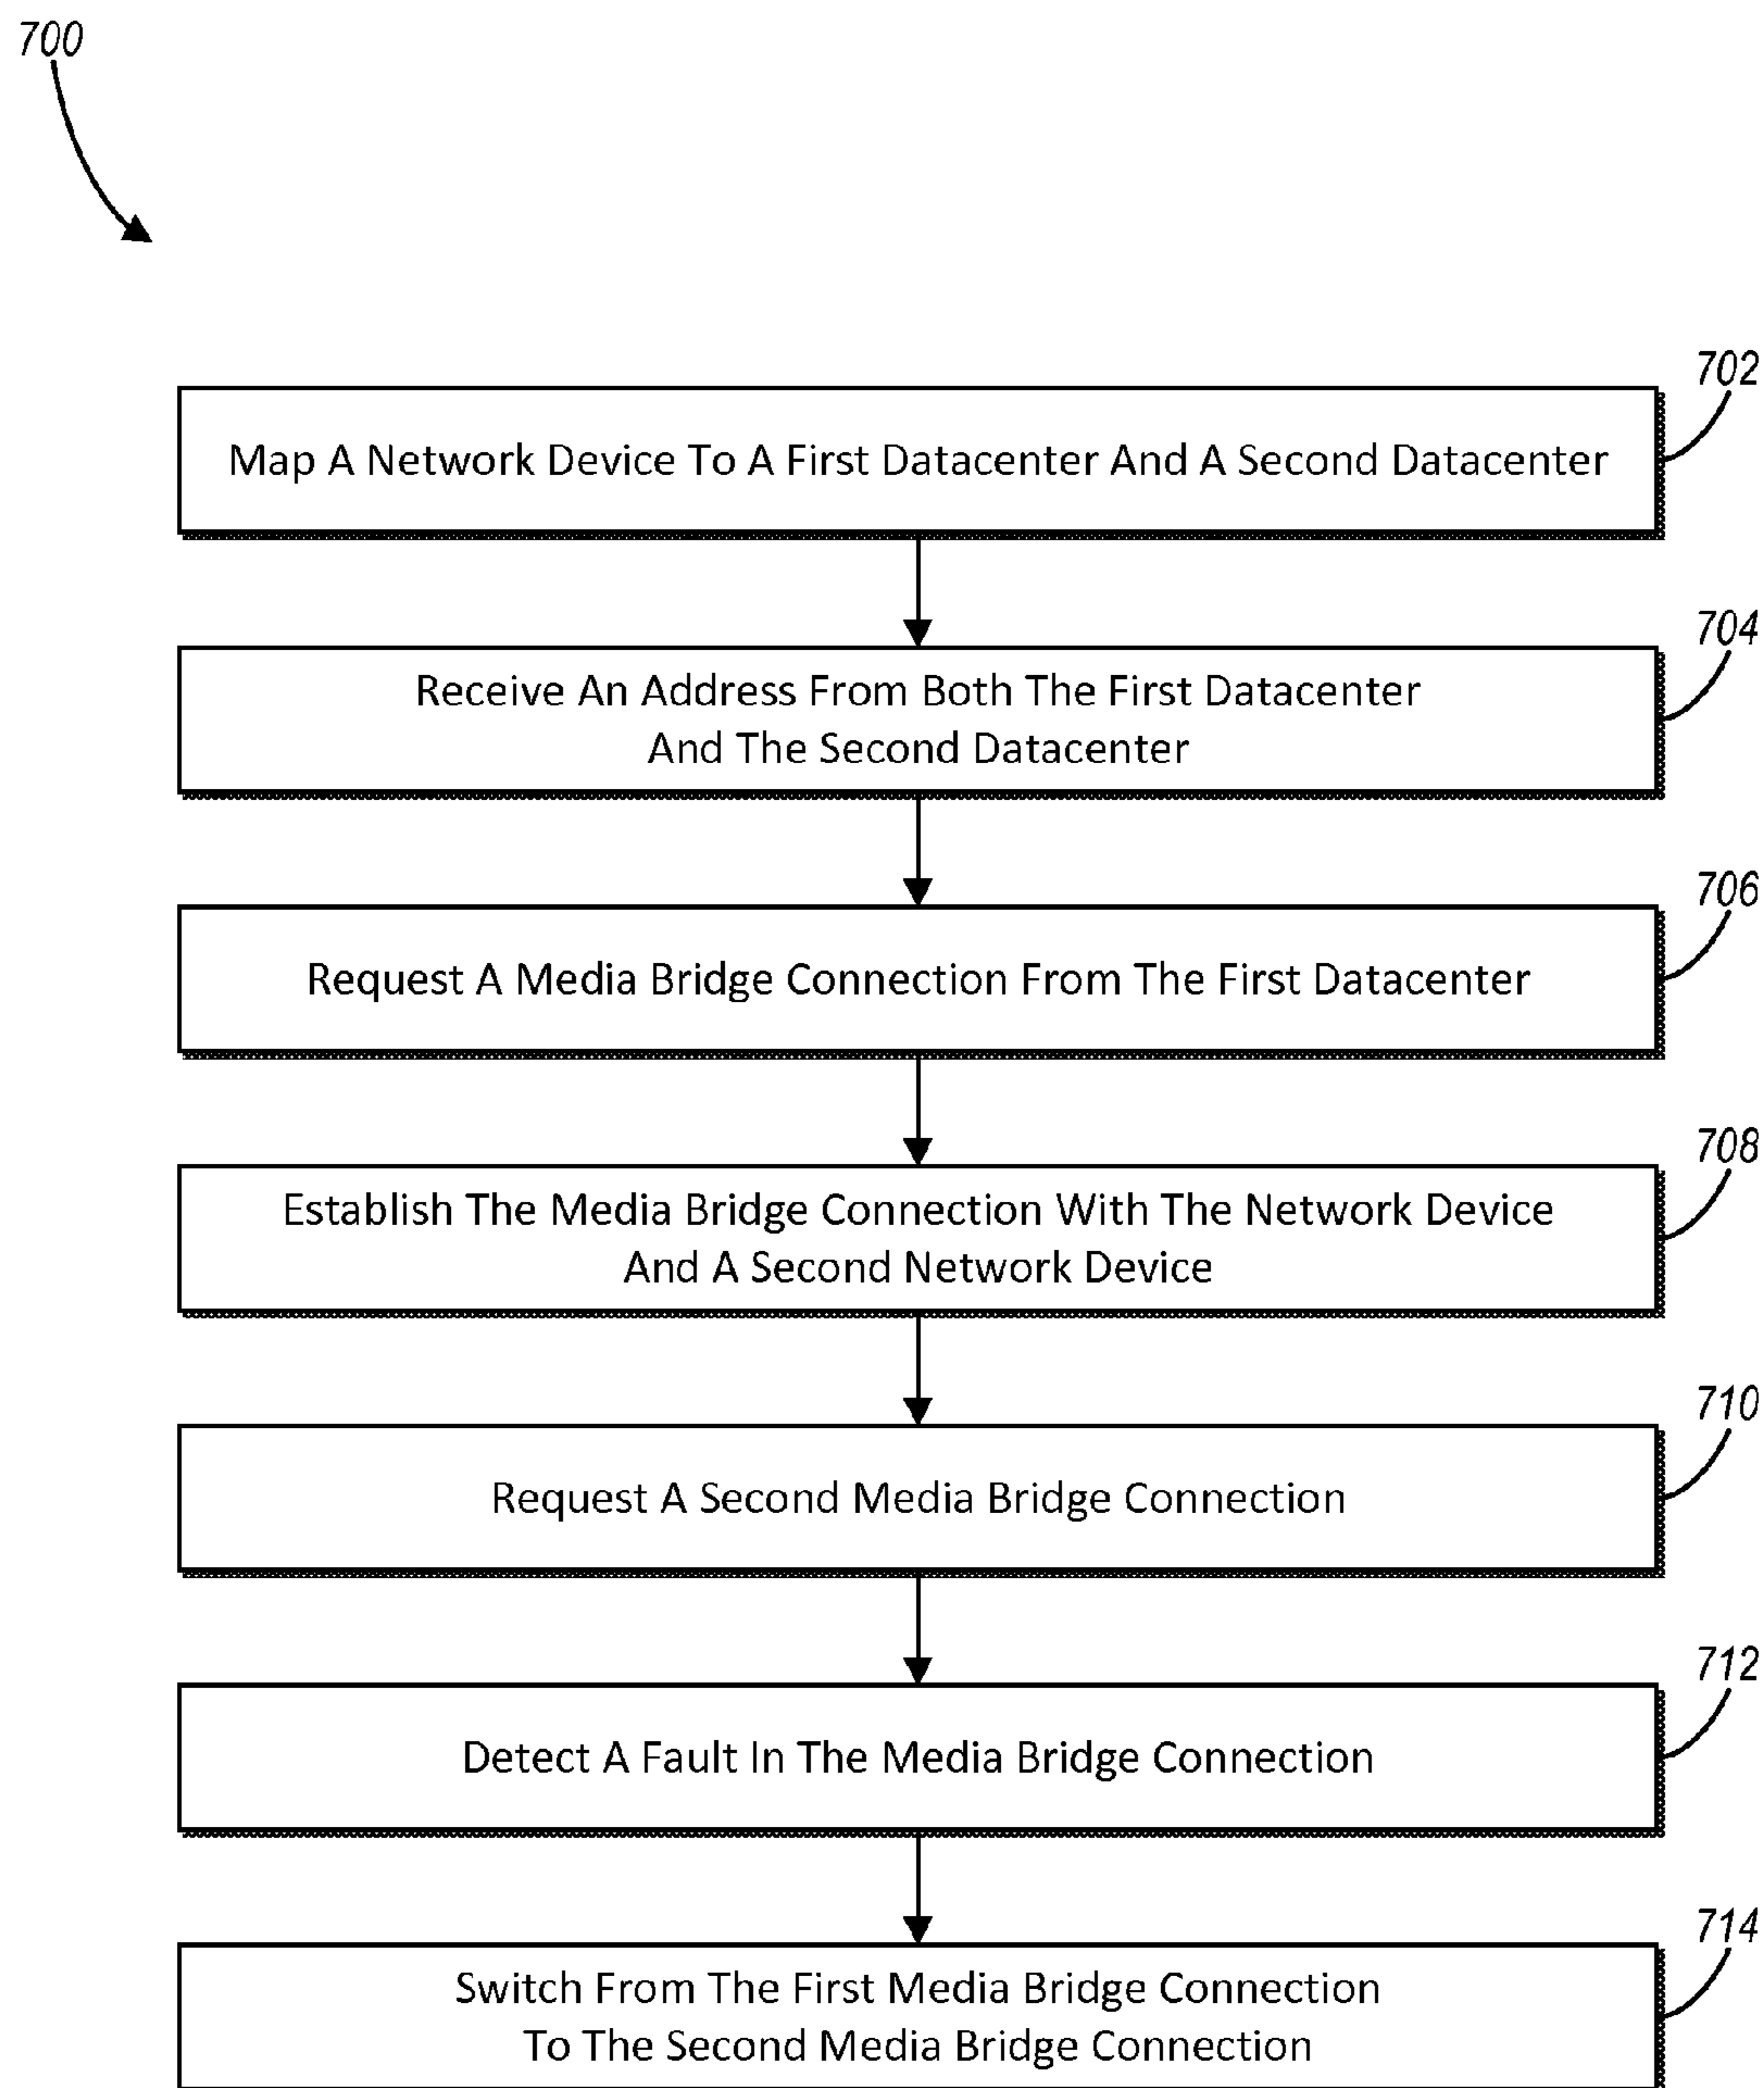 700
702
Map A Network Device To A First Datacenter And A Second Datacenter
704
Receive An Address From Both The First Datacenter
And The Second Datacenter
706
Request A Media Bridge Connection From The First Datacenter
708
Establish The Media Bridge Connection With The Network Device
And A Second Network Device
710
Request A Second Media Bridge Connection
712
Detect A Fault In The Media Bridge Connection
714
Switch From The First Media Bridge Connection
To The Second Media Bridge Connection